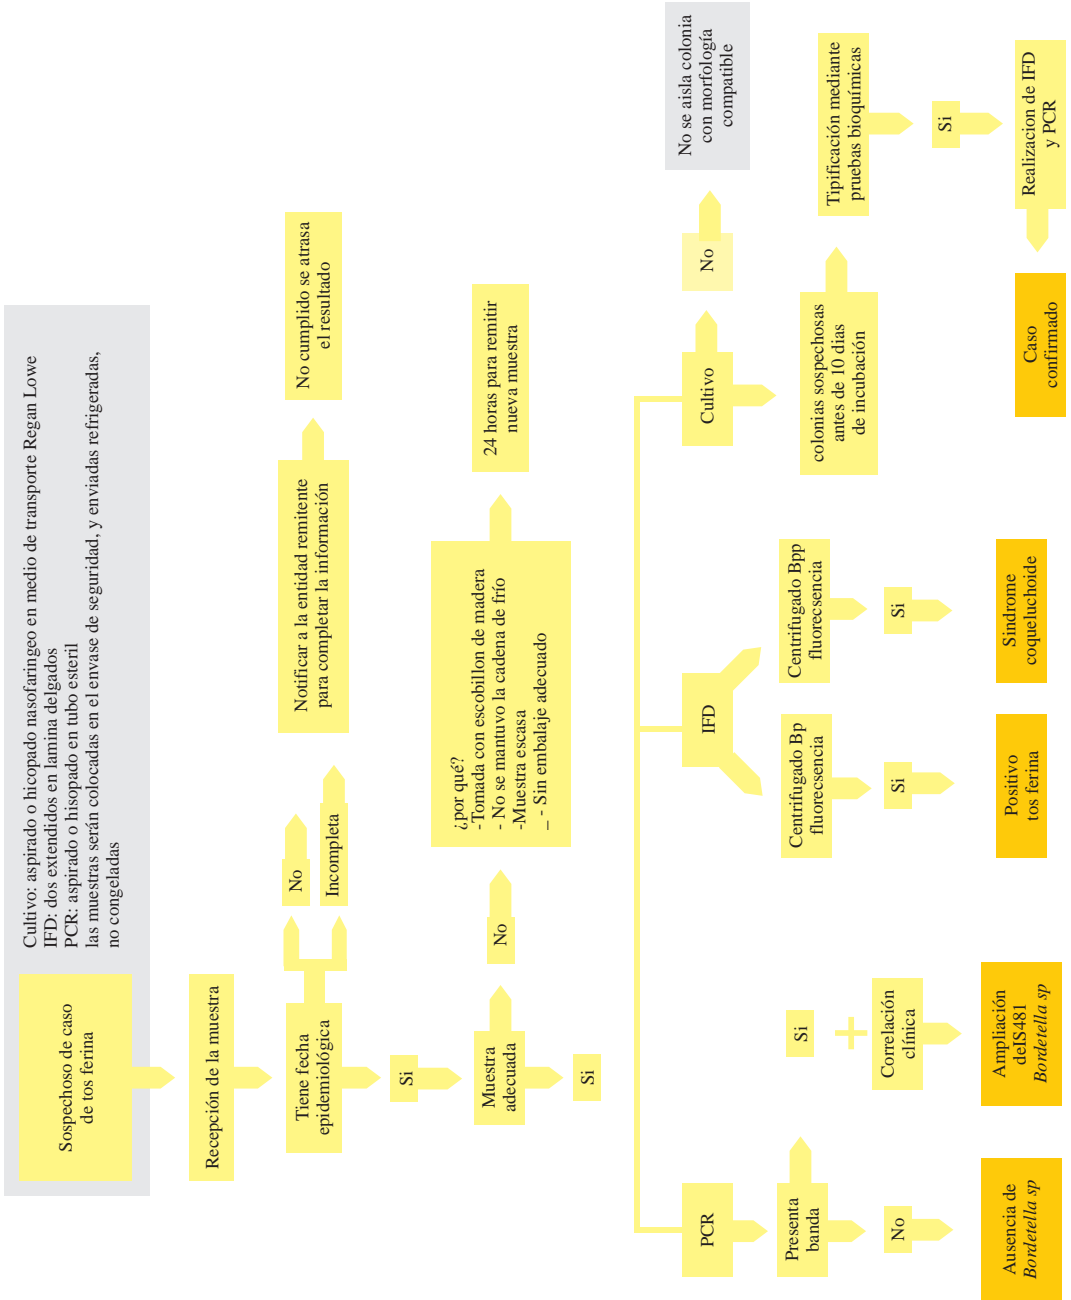 Sospechoso de caso
de tos ferina
Cultivo: aspirado o hicopado nasofaringeo en medio de transporte Regan Lowe
IFD: dos extendidos en lamina delgados
PCR: aspirado o hisopado en tubo esteril
las muestras serán colocadas en el envase de seguridad, y enviadas refrigeradas,
no congeladas
Recepción de la muestra
Tiene fecha
epidemiológica
No
Incompleta
Notificar a la entidad remitente
para completar la información
No cumplido se atrasa
el resultado
Si
Muestra
adecuada
No
¿por qué?
-Tomada con escobillon de madera
- No se mantuvo la cadena de frío
-Muestra escasa
_ - Sin embalaje adecuado
24 horas para remitir
nueva muestra
Si
PCR
IFD
Cultivo
No
No se aisla colonia
con morfología
compatible
Presenta
banda
Si
+
Correlación
clínica
No
Ausencia de
Bordetella sp
Ampliación
deIS481
Bordetella sp
Centrifugado Bp
fluorecsencia
Si
Positivo
tos ferina
Centrifugado Bpp
fluorecsencia
Si
Sindrome
coqueluchoide
colonias sospechosas
antes de 10 dias
de incubación
Tipificación mediante
pruebas bioquímicas
Si
Realizacion de IFD
y PCR
Caso
confirmado